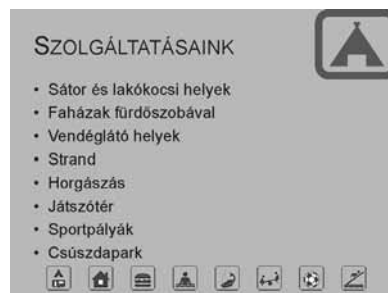 SZOLGÁLTATÁSAINK
• Sátor és lakókocsi helyek
• Faházak fürdőszobával
• Vendéglátó helyek
• Strand
• Horgászás
• Játszótér
• Sportpályák
• Csúszdapark